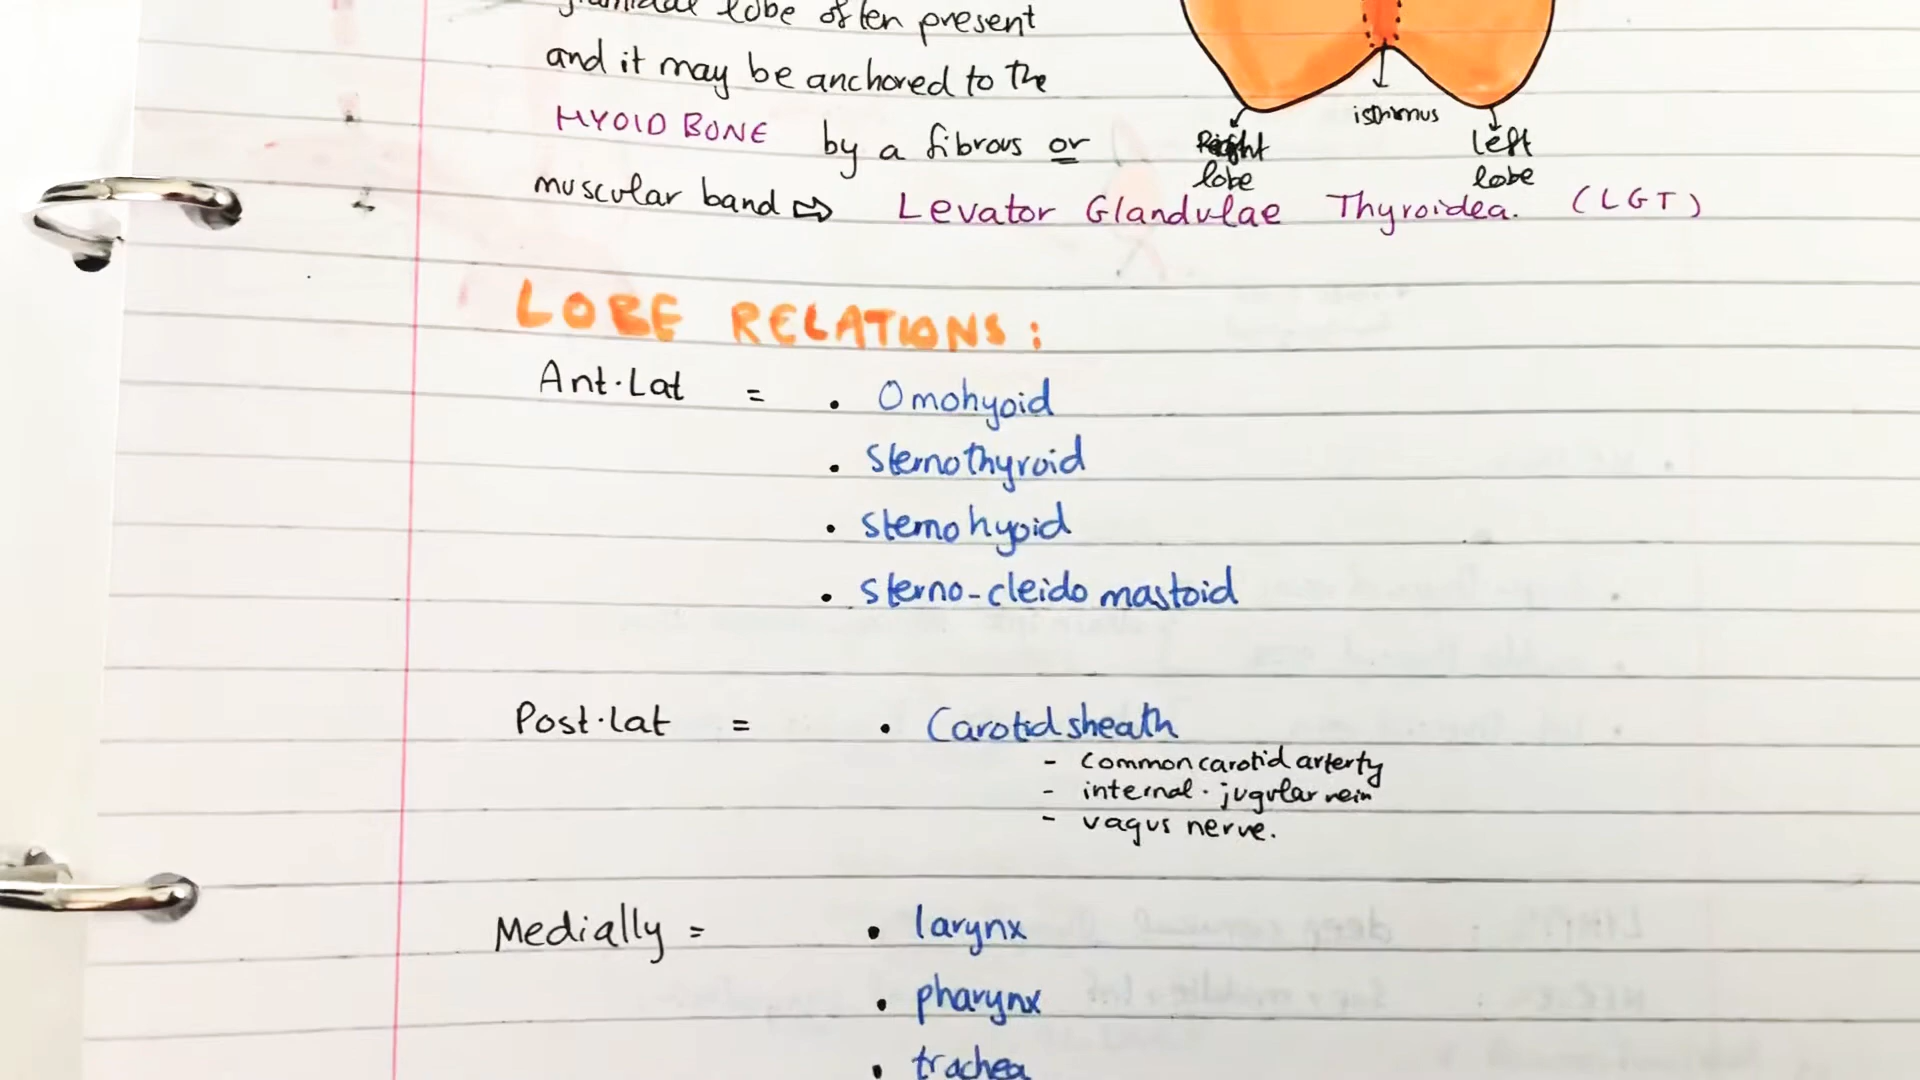 lobe often present
and it may be anchored to the
HYOID BONE by a fibrous or
muscular band ⇨ Levator Glandulae Thyroidea. (LGT)
isthmus
Right
lobe
left
lobe
LOBE RELATIONS:
Ant.Lat = • Omohyoid
• Sternothyroid
• sternohyoid
• sterno-cleido mastoid
Post.lat = • Carotid sheath
- common carotid arterty
- internal. jugular vein
- vagus nerve.
Medially = • larynx
• pharynx
• trachea